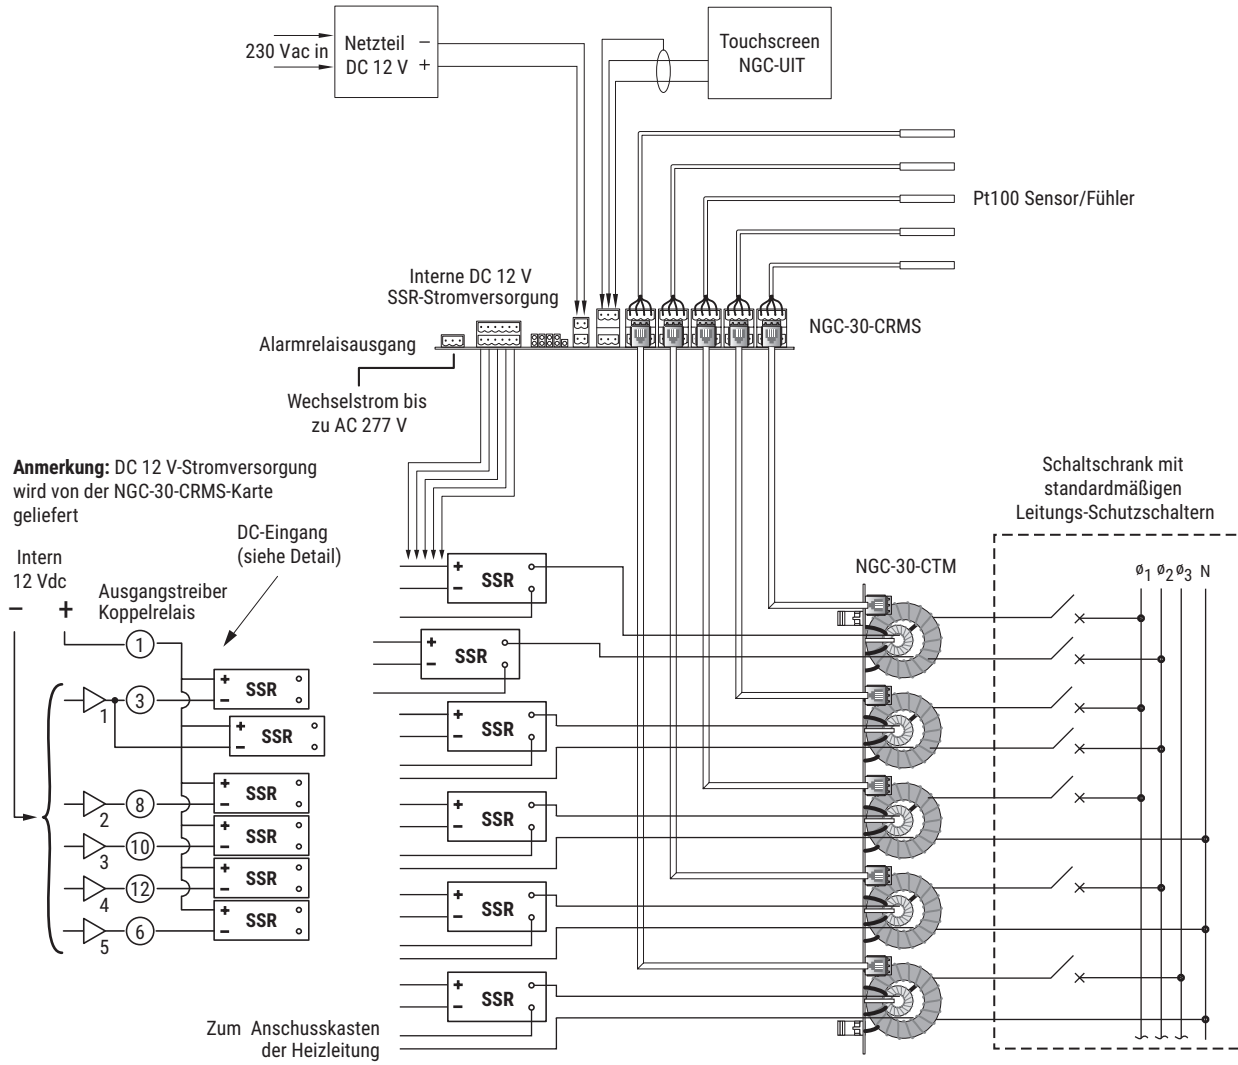 230 Vac in
Netzteil –
DC 12 V +
Touchscreen
NGC-UIT
Pt100 Sensor/Fühler
Interne DC 12 V
SSR-Stromversorgung
NGC-30-CRMS
Alarmrelaisausgang
Wechselstrom bis
zu AC 277 V
Anmerkung: DC 12 V-Stromversorgung
wird von der NGC-30-CRMS-Karte
geliefert
DC-Eingang
(siehe Detail)
Intern
12 Vdc
– +
Ausgangstreiber
Koppelrelais
1
1 3
+ – SSR
+ – SSR
2 8
+ – SSR
3 10
+ – SSR
4 12
+ – SSR
5 6
+ – SSR
+ – SSR
+ – SSR
+ – SSR
+ – SSR
+ – SSR
+ – SSR
Zum Anschusskasten
der Heizleitung
NGC-30-CTM
Schaltschrank mit
standardmäßigen
Leitungs-Schutzschaltern
ø1 ø2 ø3 N